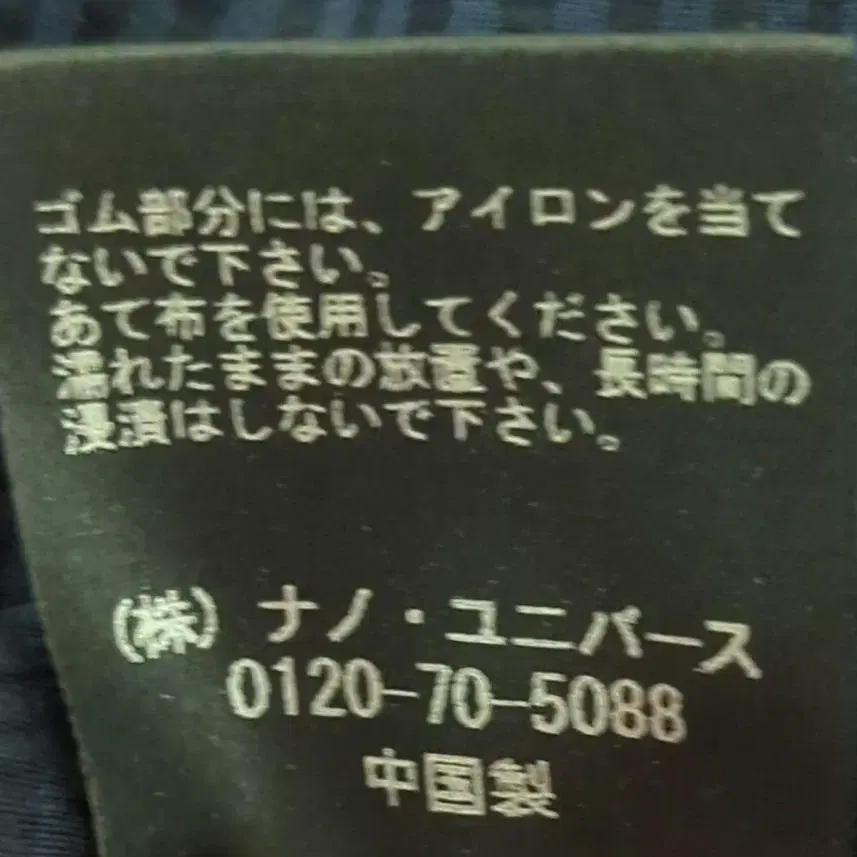 ゴム部分には、アイロンを当て
ないで下さい。
あて布を使用してください。
濡れたままの放置や、長時間の
浸漬はしないで下さい。
(株) ナノ・ユニバース
0120-70-5088
中国製